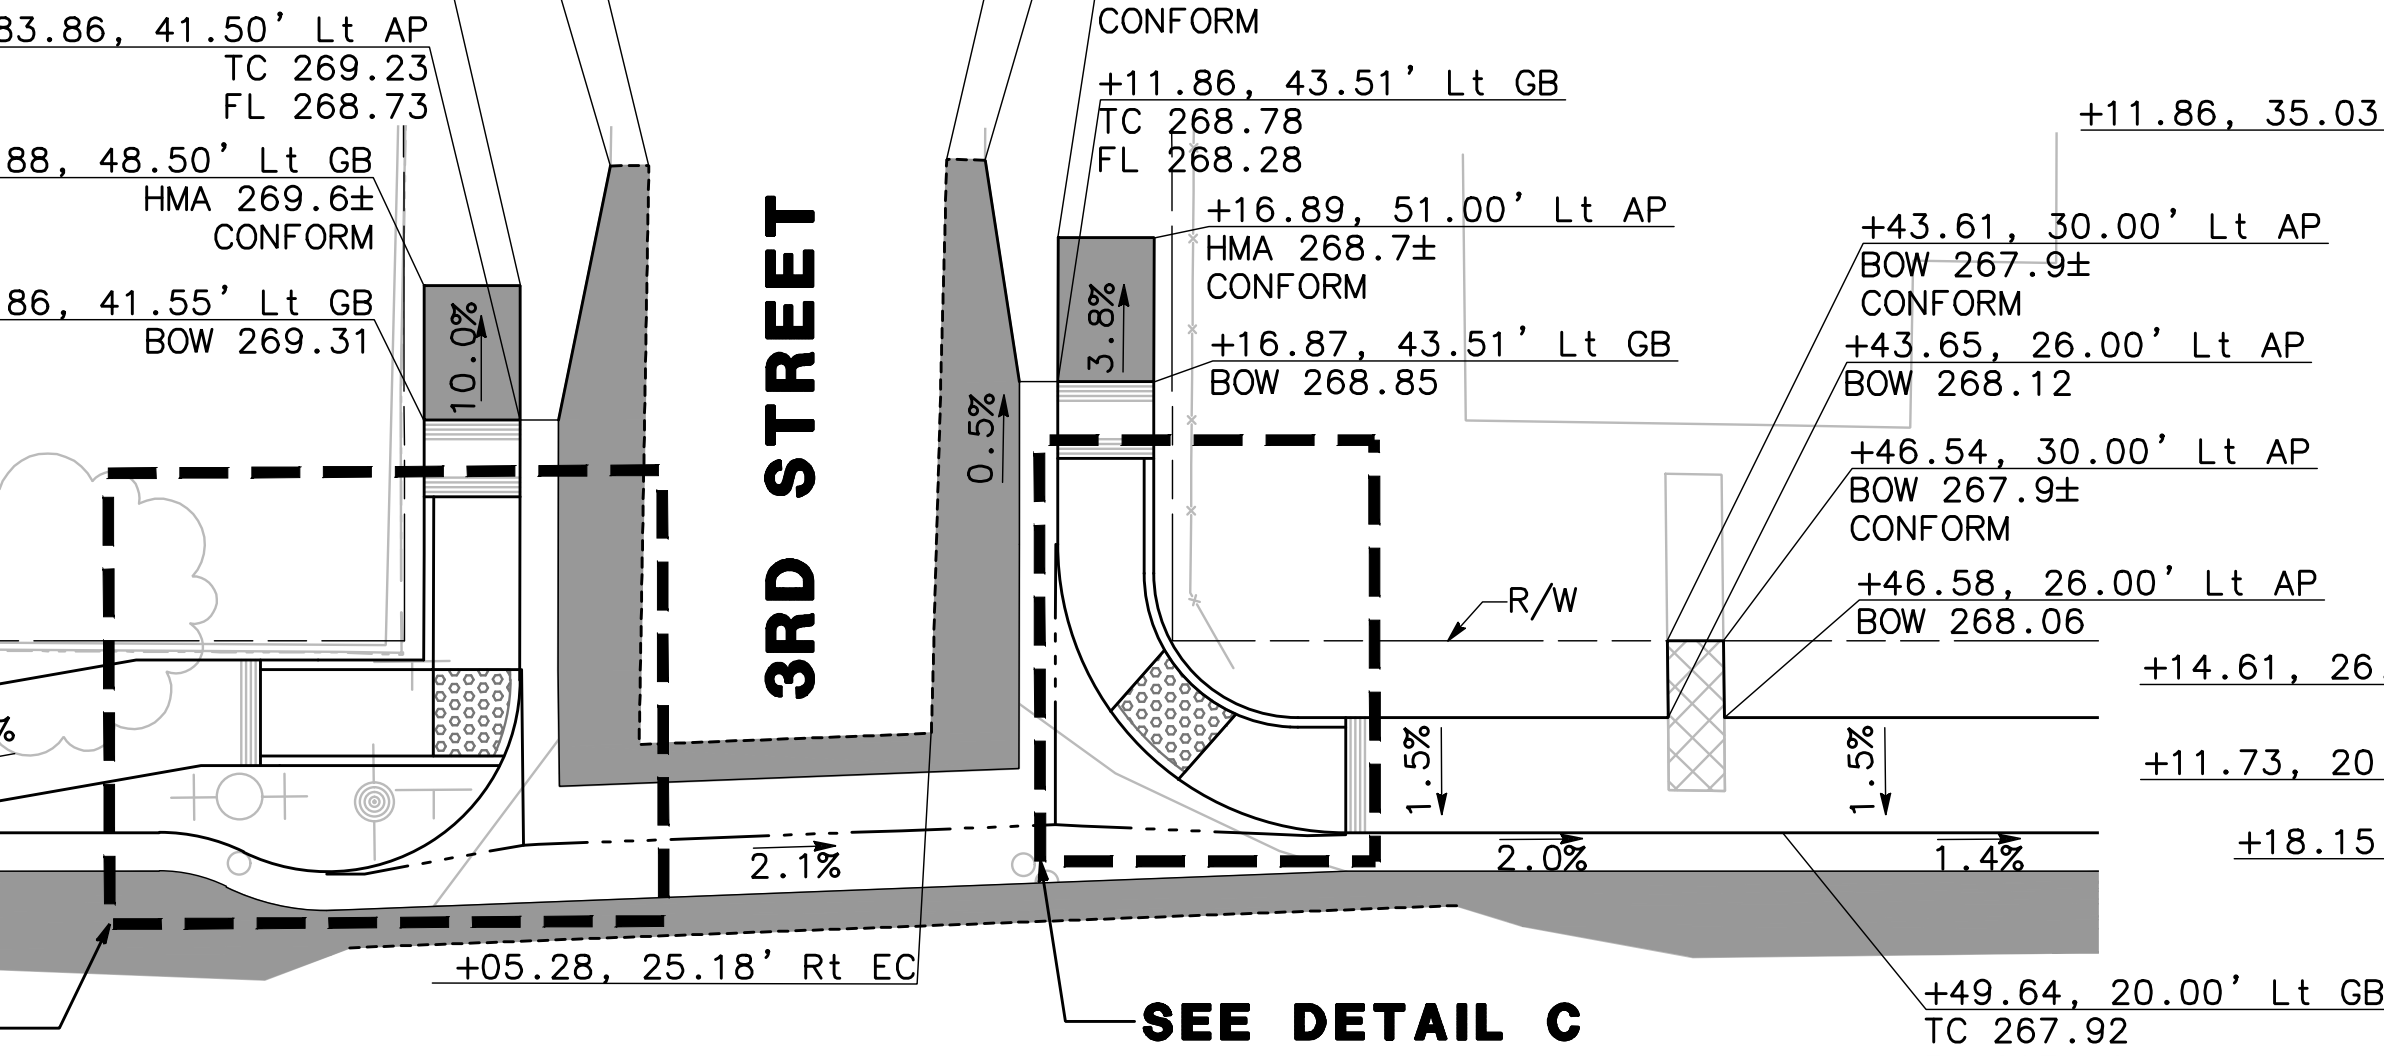 83.86, 41.50' Lt AP
TC 269.23
FL 268.73
88, 48.50' Lt GB
HMA 269.6±
CONFORM
86, 41.55' Lt GB
BOW 269.31
10.0%
%
3RD STREET
0.5%
3.8%
CONFORM
+11.86, 43.51' Lt GB
TC 268.78
FL 268.28
+16.89, 51.00' Lt AP
HMA 268.7±
CONFORM
+16.87, 43.51' Lt GB
BOW 268.85
+11.86, 35.03
+43.61, 30.00' Lt AP
BOW 267.9±
CONFORM
+43.65, 26.00' Lt AP
BOW 268.12
+46.54, 30.00' Lt AP
BOW 267.9±
CONFORM
+46.58, 26.00' Lt AP
BOW 268.06
R/W
+14.61, 26.
+11.73, 20
+18.15
1.5%
1.5%
2.1%
2.0%
1.4%
+05.28, 25.18' Rt EC
SEE DETAIL C
+49.64, 20.00' Lt GB
TC 267.92